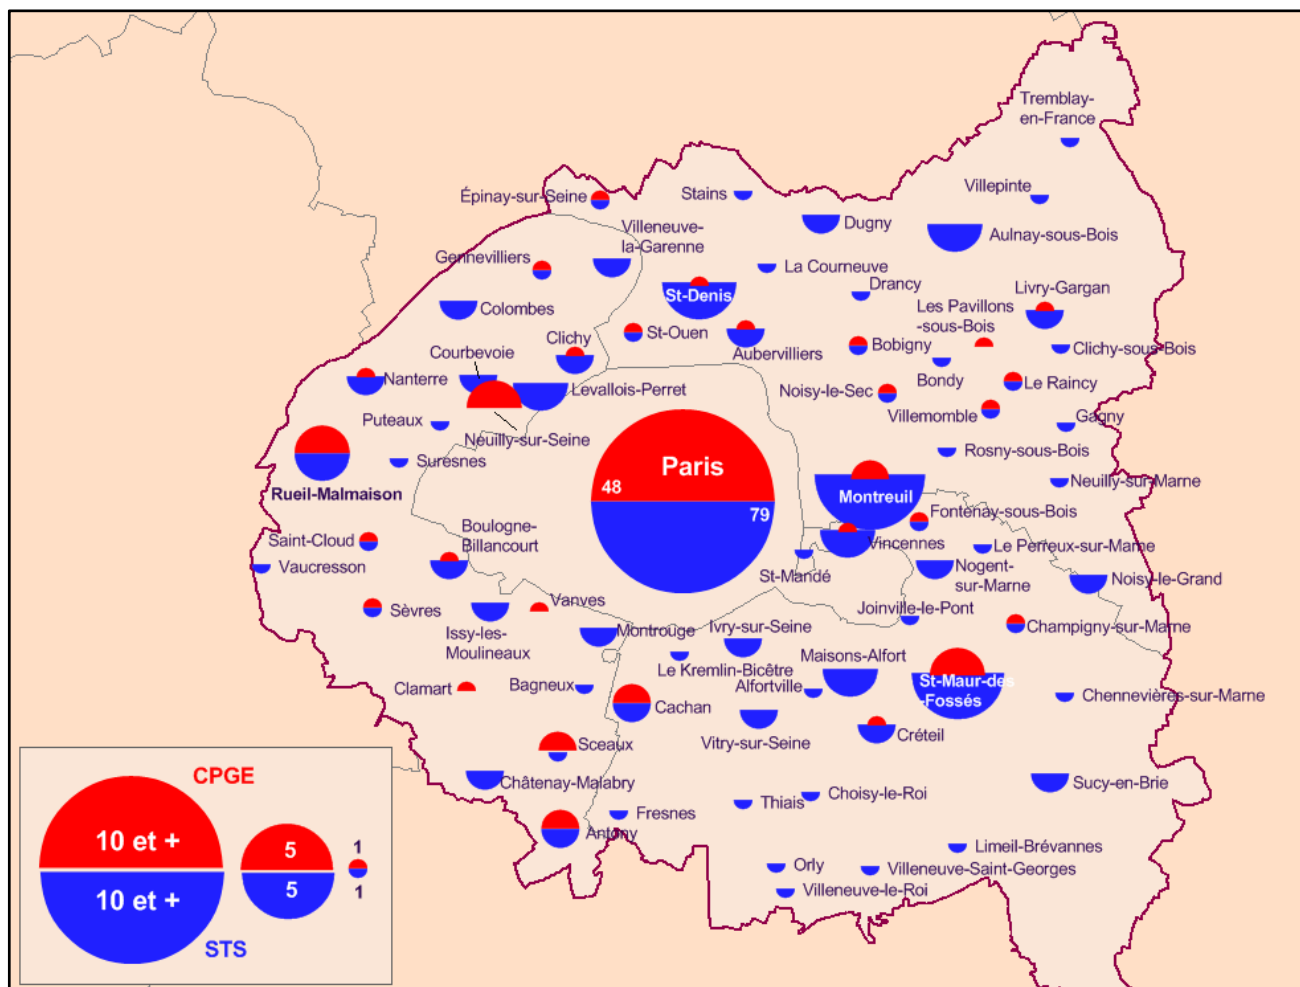 Tremblay-
en-France
Épinay-sur-Seine
Stains
Villepinte
Villeneuve-
la-Garenne
Dugny
Aulnay-sous-Bois
Gennevilliers
La Courneuve
Drancy
Livry-Gargan
Colombes
St-Denis
Les Pavillons
-sous-Bois
Clichy
St-Ouen
Aubervilliers
Bobigny
Clichy-sous-Bois
Courbevoie
Nanterre
Levallois-Perret
Noisy-le-Sec
Bondy
Le Raincy
Puteaux
Neuilly-sur-Seine
Villemomble
Gagny
Suresnes
Paris
Rosny-sous-Bois
Rueil-Malmaison
48
79
Montreuil
Neuilly-sur-Marne
Fontenay-sous-Bois
Saint-Cloud
Boulogne-
Billancourt
Vincennes
Le Perreux-sur-Marne
Vaucresson
St-Mandé
Nogent-
sur-Marne
Noisy-le-Grand
Sèvres
Vanves
Joinville-le-Pont
Issy-les-
Moulineaux
Montrouge
Ivry-sur-Seine
Champigny-sur-Marne
Le Kremlin-Bicêtre
Maisons-Alfort
Clamart
Bagneux
Alfortville
St-Maur-des
-Fossés
Chennevières-sur-Marne
Cachan
Sceaux
Vitry-sur-Seine
Créteil
Châtenay-Malabry
Sucy-en-Brie
Fresnes
Thiais
Choisy-le-Roi
Antony
Limeil-Brévannes
Orly
Villeneuve-Saint-Georges
Villeneuve-le-Roi
CPGE
10 et +
5
1
10 et +
5
1
STS